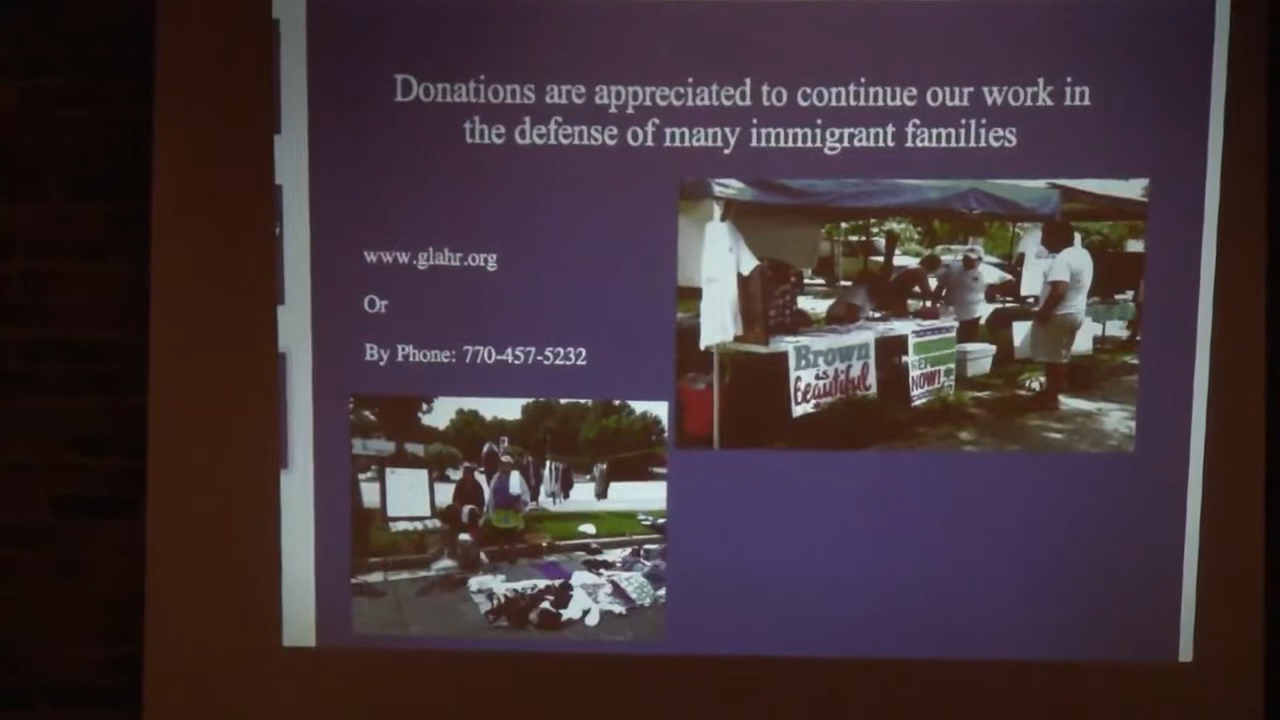 Donations are appreciated to continue our work in
the defense of many immigrant families
www.glahr.org
Or
By Phone: 770-457-5232
Brown
is
beautiful
NOW!